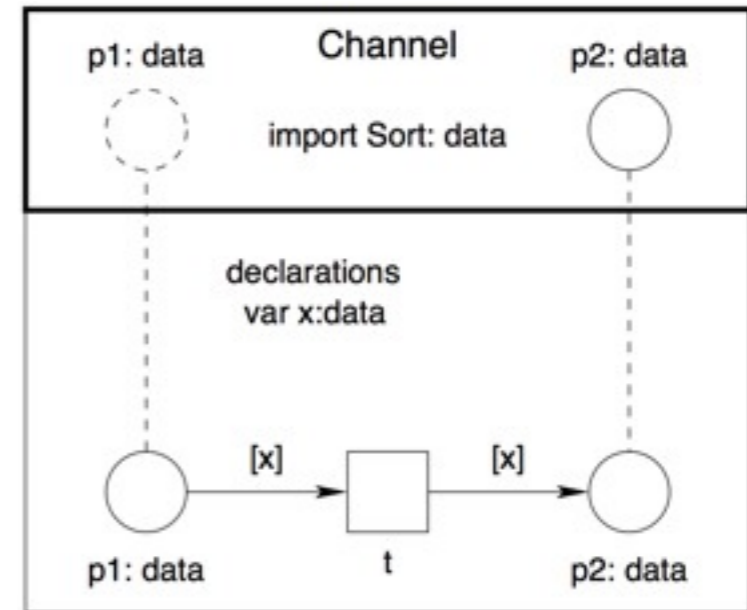 p1: data
Channel
p2: data
import Sort: data
declarations
var x:data
[x]
[x]
p1: data
t
p2: data